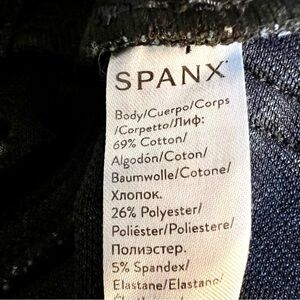 SPANX
Body/Cuerpo/Corps
/Corpetto/Лиф:
69% Cotton/
Algodón/Coton/
Baumwolle/Cotone/
Хлопок.
26% Polyester/
Poliéster/Poliestere/
Полиэстер.
5% Spandex/
Elastane/Elastano/